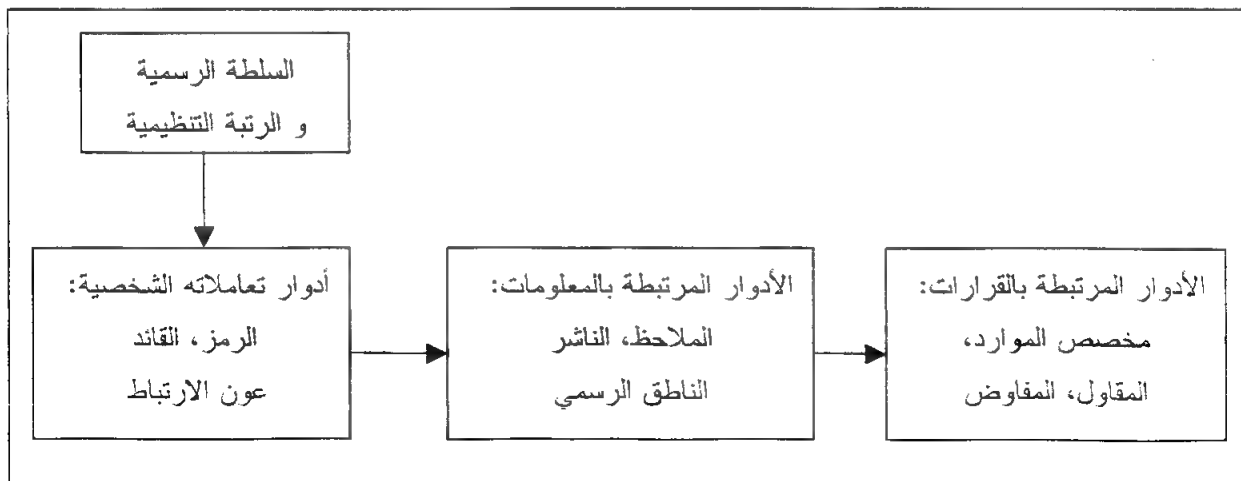 السلطة الرسمية
و الرتبة التنظيمية
أدوار تعاملاته الشخصية:
الرمز، القائد
عون الارتباط
الأدوار المرتبطة بالمعلومات:
الملاحظ، الناشر
الناطق الرسمي
الأدوار المرتبطة بالقرارات:
مخصص الموارد،
المقاول، المفاوض